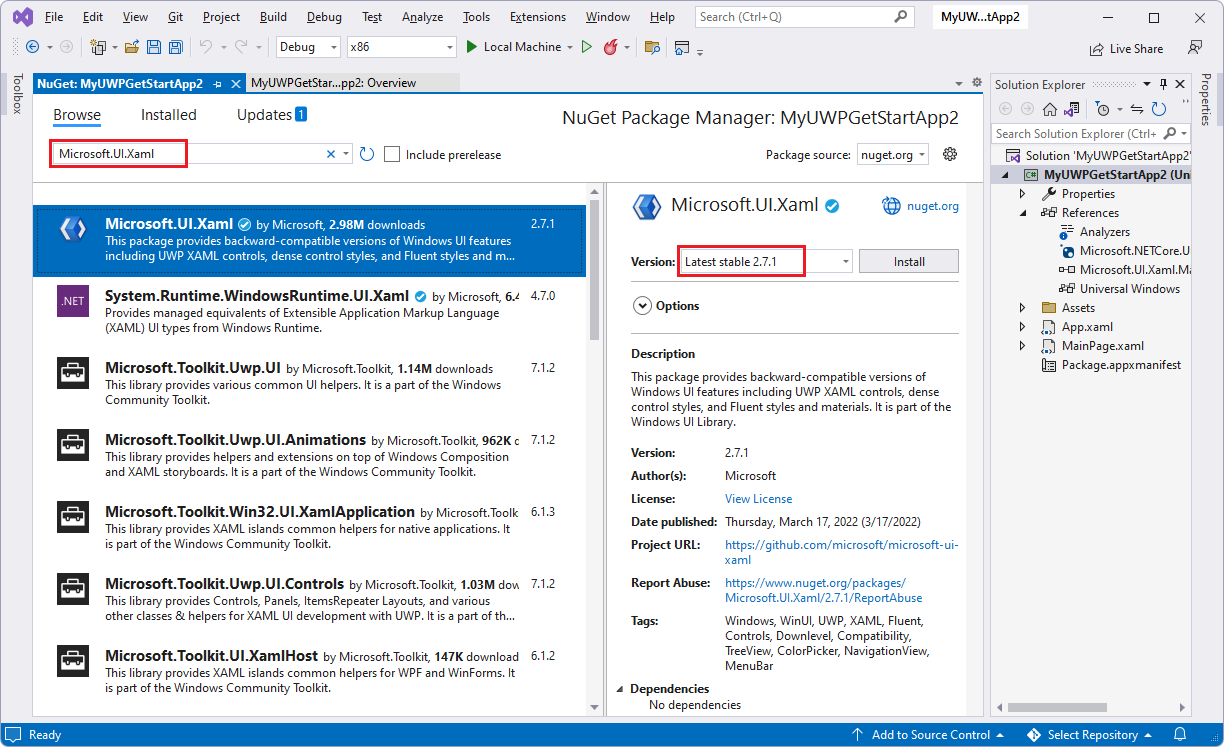 File Edit View Git Project Build Debug Test Analyze Tools Extensions Window Help Search (Ctrl+Q) MyUW...tApp2
Debug x86 Local Machine Live Share
Toolbox
NuGet: MyUWPGetStartApp2 MyUWPGetStar...pp2: Overview
Browse Installed Updates 1
NuGet Package Manager: MyUWPGetStartApp2
Microsoft.UI.Xaml Include prerelease Package source: nuget.org
Microsoft.UI.Xaml by Microsoft, 2.98M downloads 2.7.1
This package provides backward-compatible versions of Windows UI features
including UWP XAML controls, dense control styles, and Fluent styles and m...
.NET
System.Runtime.WindowsRuntime.UI.Xaml by Microsoft, 6.4 4.7.0
Provides managed equivalents of Extensible Application Markup Language
(XAML) UI types from Windows Runtime.
Microsoft.Toolkit.Uwp.UI by Microsoft.Toolkit, 1.14M downloads 7.1.2
This library provides various common UI helpers. It is a part of the Windows
Community Toolkit.
Microsoft.Toolkit.Uwp.UI.Animations by Microsoft.Toolkit, 962K d 7.1.2
This library provides helpers and extensions on top of Windows Composition
and XAML storyboards. It is a part of the Windows Community Toolkit.
Microsoft.Toolkit.Win32.UI.XamlApplication by Microsoft.Toolk 6.1.3
This library provides XAML islands common helpers for native applications. It
is part of the Windows Community Toolkit.
Microsoft.Toolkit.Uwp.UI.Controls by Microsoft.Toolkit, 1.03M dow 7.1.2
This library provides Controls, Panels, ItemsRepeater Layouts, and various
other classes & helpers for XAML UI development with UWP. It is a part of th...
Microsoft.Toolkit.UI.XamlHost by Microsoft.Toolkit, 147K download 6.1.2
This library provides XAML islands common helpers for WPF and WinForms. It
is part of the Windows Community Toolkit.
Microsoft.UI.Xaml nuget.org
Version: Latest stable 2.7.1 Install
Options
Description
This package provides backward-compatible versions of
Windows UI features including UWP XAML controls, dense
control styles, and Fluent styles and materials. It is part of the
Windows UI Library.
Version: 2.7.1
Author(s): Microsoft
License: View License
Date published: Thursday, March 17, 2022 (3/17/2022)
Project URL: https://github.com/microsoft/microsoft-ui-
xaml
Report Abuse: https://www.nuget.org/packages/
Microsoft.UI.Xaml/2.7.1/ReportAbuse
Tags: Windows, WinUI, UWP, XAML, Fluent,
Controls, Downlevel, Compatibility,
TreeView, ColorPicker, NavigationView,
MenuBar
Dependencies
No dependencies
Solution Explorer
Search Solution Explorer (Ctrl+
Solution 'MyUWPGetStartApp2'
C# MyUWPGetStartApp2 (Uni
Properties
References
Analyzers
Microsoft.NETCore.U
Microsoft.UI.Xaml.Ma
Universal Windows
Assets
App.xaml
MainPage.xaml
Package.appxmanifest
Properties
Ready Add to Source Control Select Repository